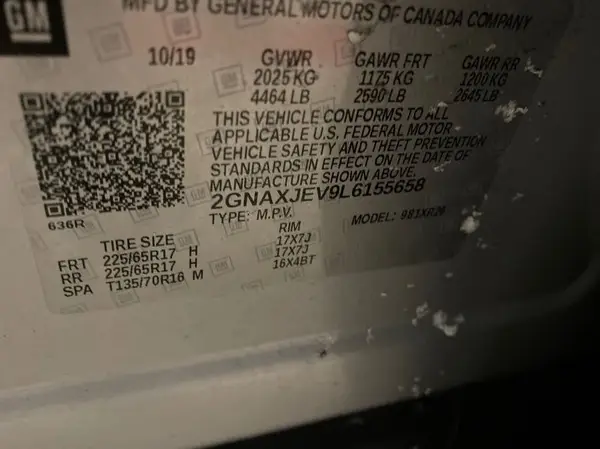 GM
MFD BY GENERAL MOTORS OF CANADA COMPANY
10/19 GVWR GAWR FRT GAWR RR
2025 KG 1175 KG 1200 KG
4464 LB 2590 LB 2645 LB
THIS VEHICLE CONFORMS TO ALL
APPLICABLE U.S. FEDERAL MOTOR
VEHICLE SAFETY AND THEFT PREVENTION
STANDARDS IN EFFECT ON THE DATE OF
MANUFACTURE SHOWN ABOVE.
2GNAXJEV9L6155658
636R
TYPE: M.P.V. MODEL:
TIRE SIZE RIM
FRT 225/65R17 H 17X7J
RR 225/65R17 H 17X7J
SPA T135/70R16 M 16X4BT